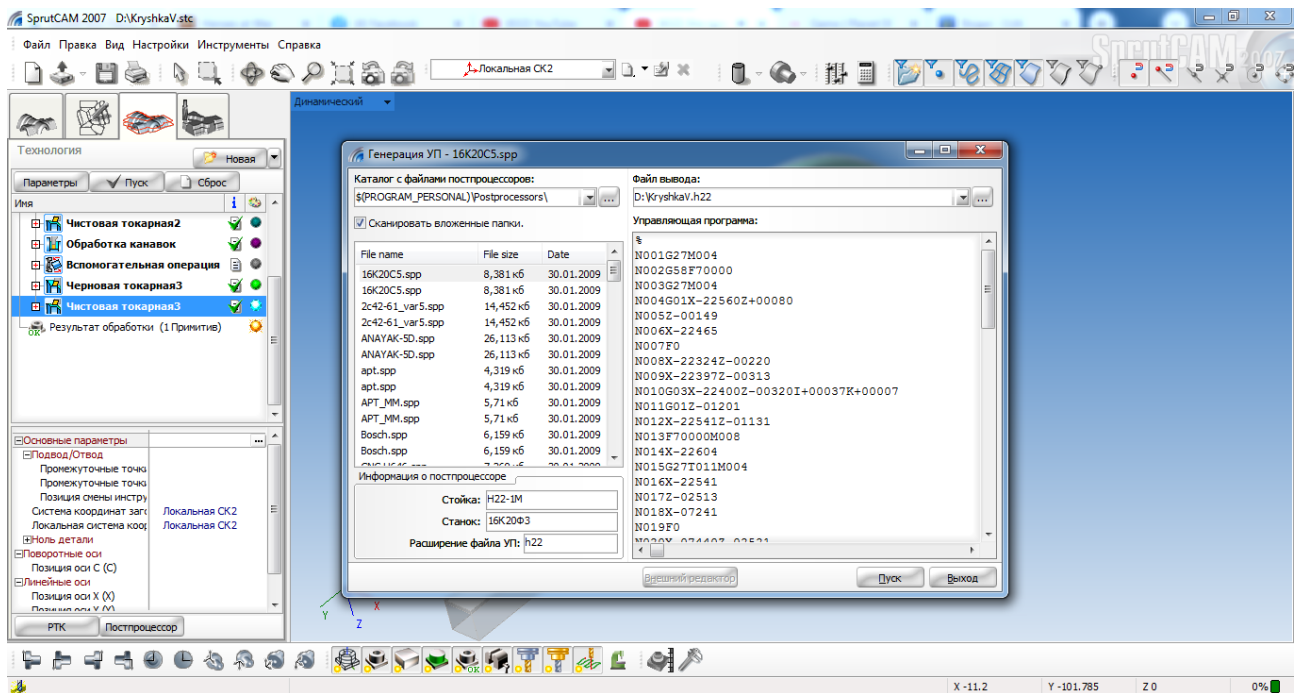 SprutCAM 2007 D:\KryshkaV.stc
Файл Правка Вид Настройки Инструменты Справка
Локальная СК2
SprutCAM 2007
Динамический
Технология
Новая
Параметры Пуск Сброс
Имя
Чистовая токарная2
Обработка канавок
Вспомогательная операция
Черновая токарная3
Чистовая токарная3
Результат обработки (1 Примитив)
Основные параметры
Подвод/Отвод
Промежуточные точк
Промежуточные точк
Позиция смены инстру
Система координат заг Локальная СК2
Локальная система коор Локальная СК2
Ноль детали
Поворотные оси
Позиция оси C (C)
Линейные оси
Позиция оси X (X)
Позиция оси Y (Y)
РТК Постпроцессор
Генерация УП - 16K20C5.spp
Каталог с файлами постпроцессоров:
$(PROGRAM_PERSONAL)\Postprocessors\
Сканировать вложенные папки.
File name File size Date
16K20C5.spp 8,381 кб 30.01.2009
16K20C5.spp 8,381 кб 30.01.2009
2c42-61_var5.spp 14,452 кб 30.01.2009
2c42-61_var5.spp 14,452 кб 30.01.2009
ANAYAK-5D.spp 26,113 кб 30.01.2009
ANAYAK-5D.spp 26,113 кб 30.01.2009
apt.spp 4,319 кб 30.01.2009
apt.spp 4,319 кб 30.01.2009
APT_MM.spp 5,71 кб 30.01.2009
APT_MM.spp 5,71 кб 30.01.2009
Bosch.spp 6,159 кб 30.01.2009
Bosch.spp 6,159 кб 30.01.2009
Информация о постпроцессоре
Стойка: Н22-1М
Станок: 16К20Ф3
Расширение файла УП: h22
Файл вывода:
D:\KryshkaV.h22
Управляющая программа:
%
N001G27M004
N002G58F70000
N003G27M004
N004G01X-22560Z+00080
N005Z-00149
N006X-22465
N007F0
N008X-22324Z-00220
N009X-22397Z-00313
N010G03X-22400Z-00320I+00037K+00007
N011G01Z-01201
N012X-22541Z-01131
N013F70000M008
N014X-22604
N015G27T011M004
N016X-22541
N017Z-02513
N018X-07241
N019F0
N020X-07440Z-02521
Внешний редактор Пуск Выход
X
Y
Z
X -11.2 Y -101.785 Z 0 0%